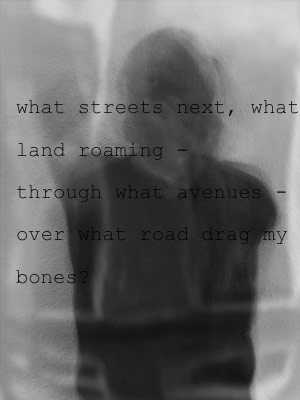 what streets next, what
land roaming -
through what avenues -
over what road drag my
bones?